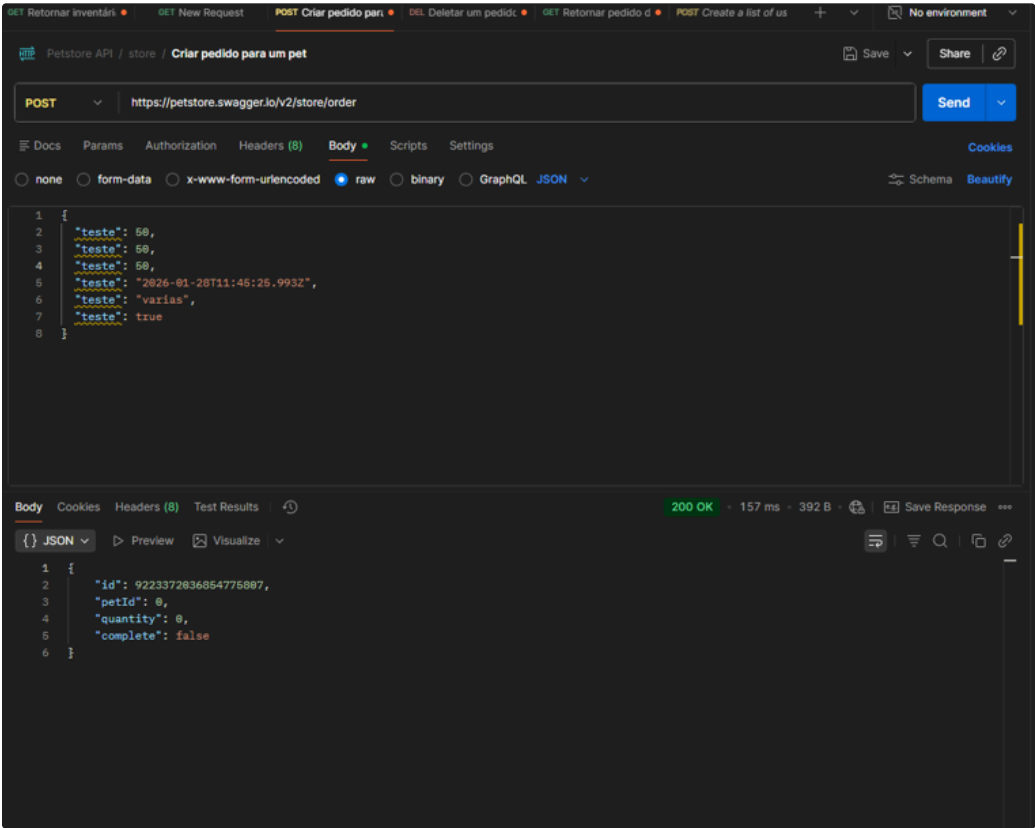 GET Retornar inventári GET New Request POST Criar pedido para DEL Deletar um pedido GET Retornar pedido d POST Create a list of us No environment
HTTP Petstore API / store / Criar pedido para um pet Save Share
POST https://petstore.swagger.io/v2/store/order Send
Docs Params Authorization Headers (8) Body Scripts Settings Cookies
none form-data x-www-form-urlencoded raw binary GraphQL JSON Schema Beautify
1 {
2 "teste": 50,
3 "teste": 50,
4 "teste": 50,
5 "teste": "2026-01-28T11:45:25.993Z",
6 "teste": "varias",
7 "teste": true
8 }
Body Cookies Headers (8) Test Results 200 OK • 157 ms • 392 B Save Response
{} JSON Preview Visualize
1 {
2 "id": 9223372036854775807,
3 "petId": 0,
4 "quantity": 0,
5 "complete": false
6 }